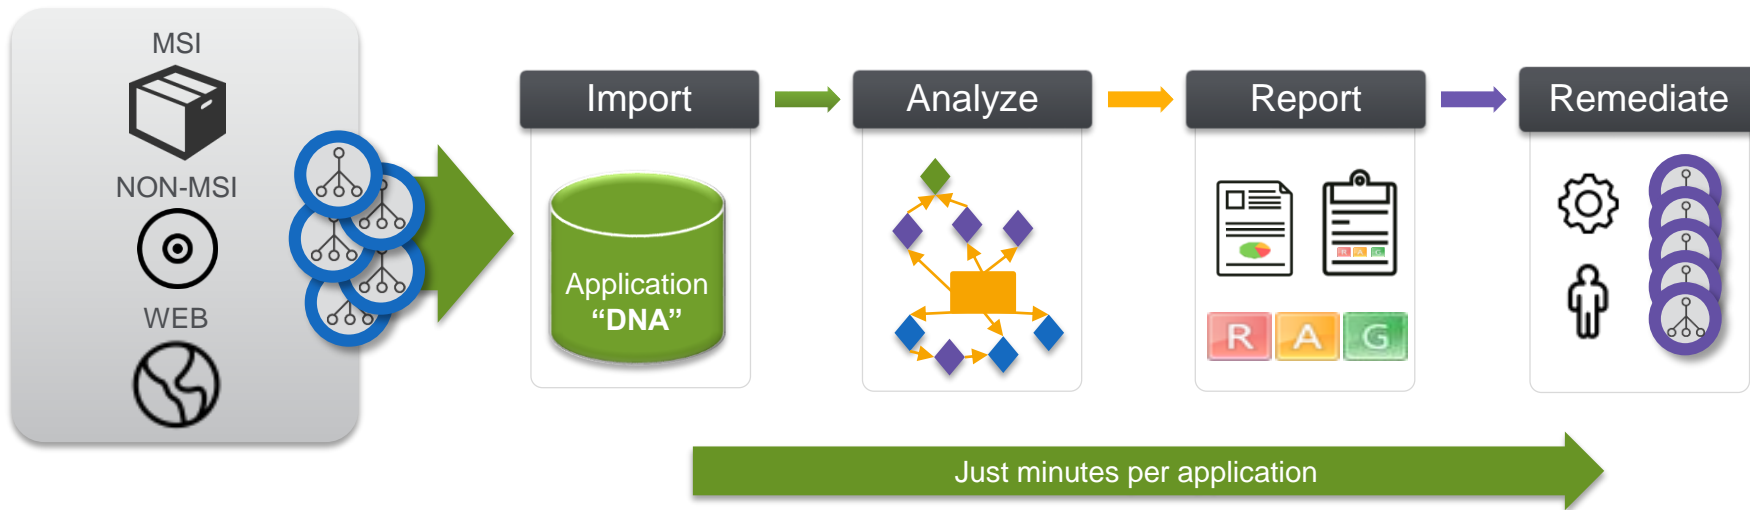 MSI
NON-MSI
WEB
Import
Application
“DNA”
Analyze
Report
R A G
R A G
Remediate
Just minutes per application